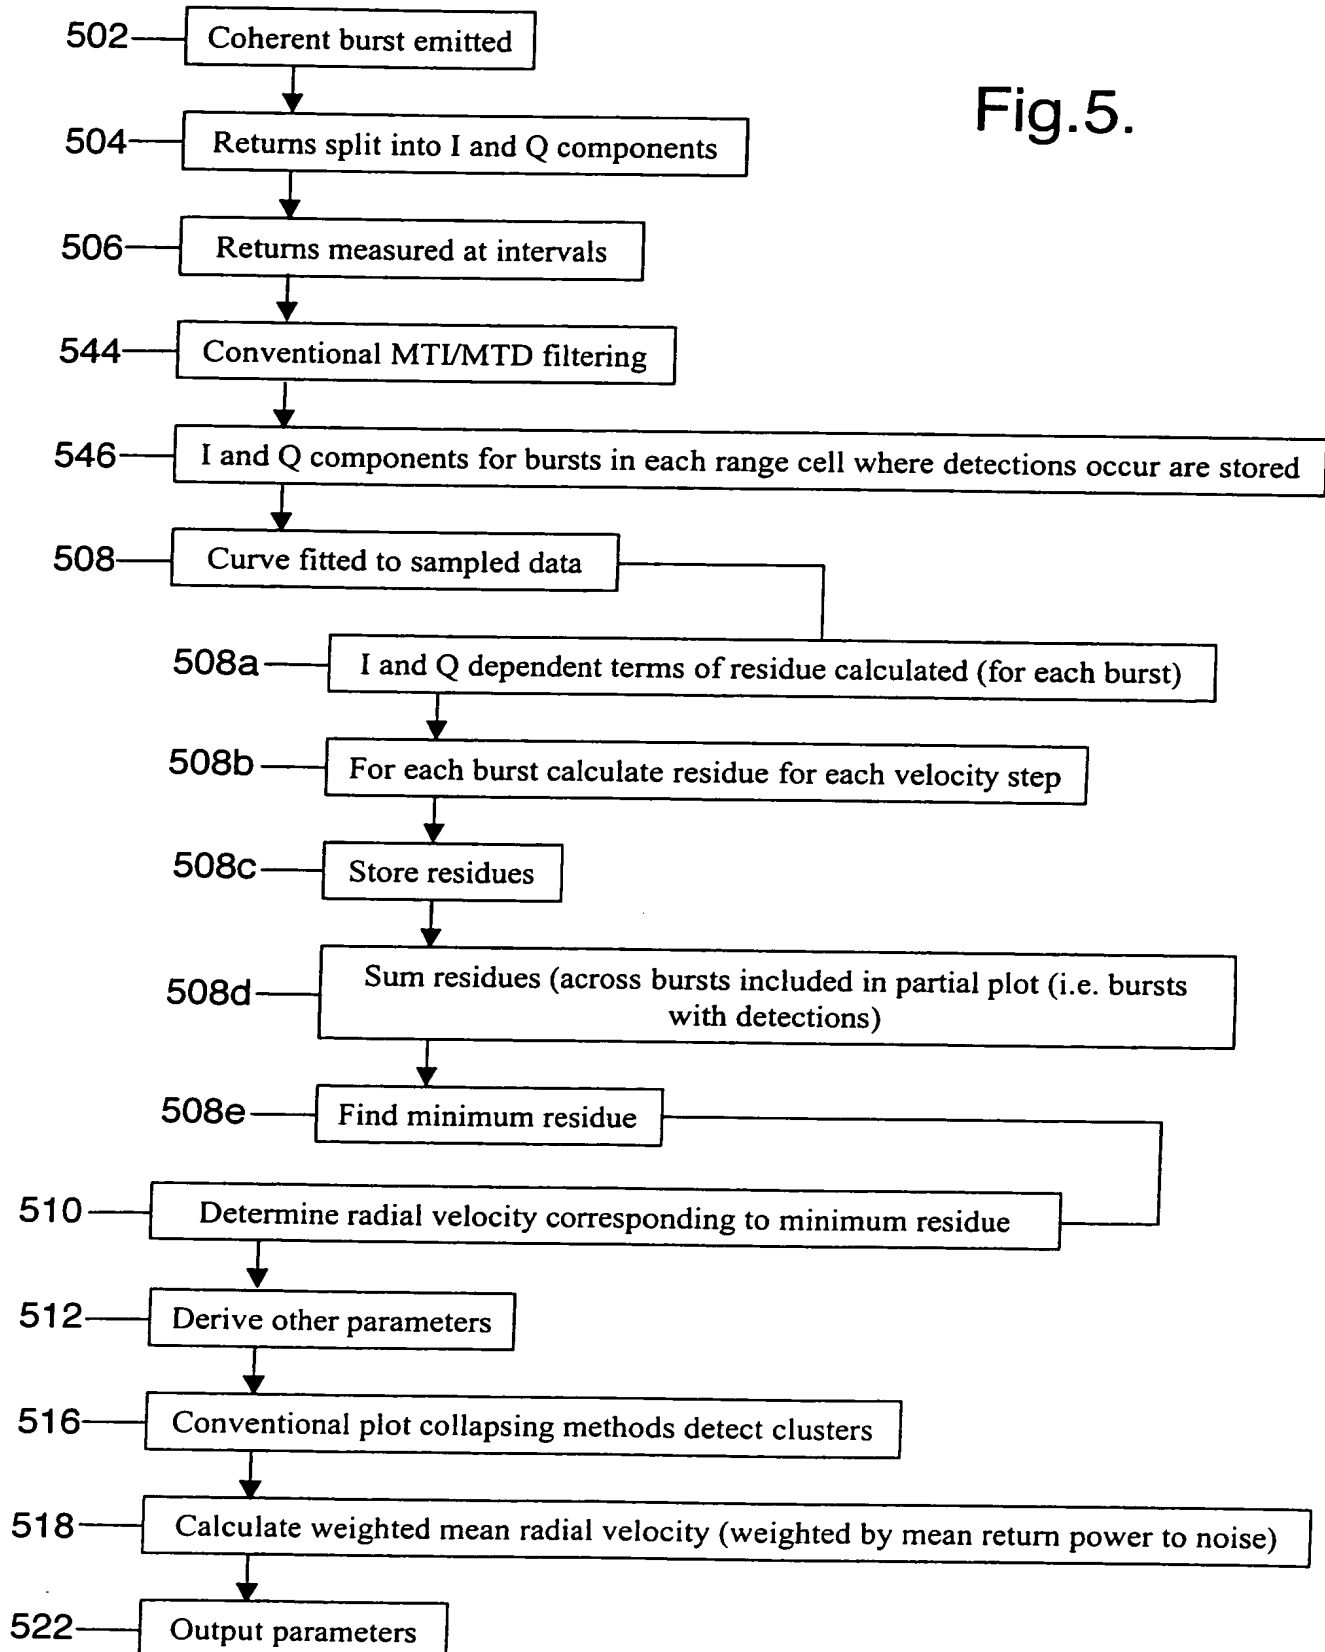 Fig.5.
502 Coherent burst emitted
504 Returns split into I and Q components
506 Returns measured at intervals
544 Conventional MTI/MTD filtering
546 I and Q components for bursts in each range cell where detections occur are stored
508 Curve fitted to sampled data
508a I and Q dependent terms of residue calculated (for each burst)
508b For each burst calculate residue for each velocity step
508c Store residues
508d Sum residues (across bursts included in partial plot (i.e. bursts
with detections)
508e Find minimum residue
510 Determine radial velocity corresponding to minimum residue
512 Derive other parameters
516 Conventional plot collapsing methods detect clusters
518 Calculate weighted mean radial velocity (weighted by mean return power to noise)
522 Output parameters